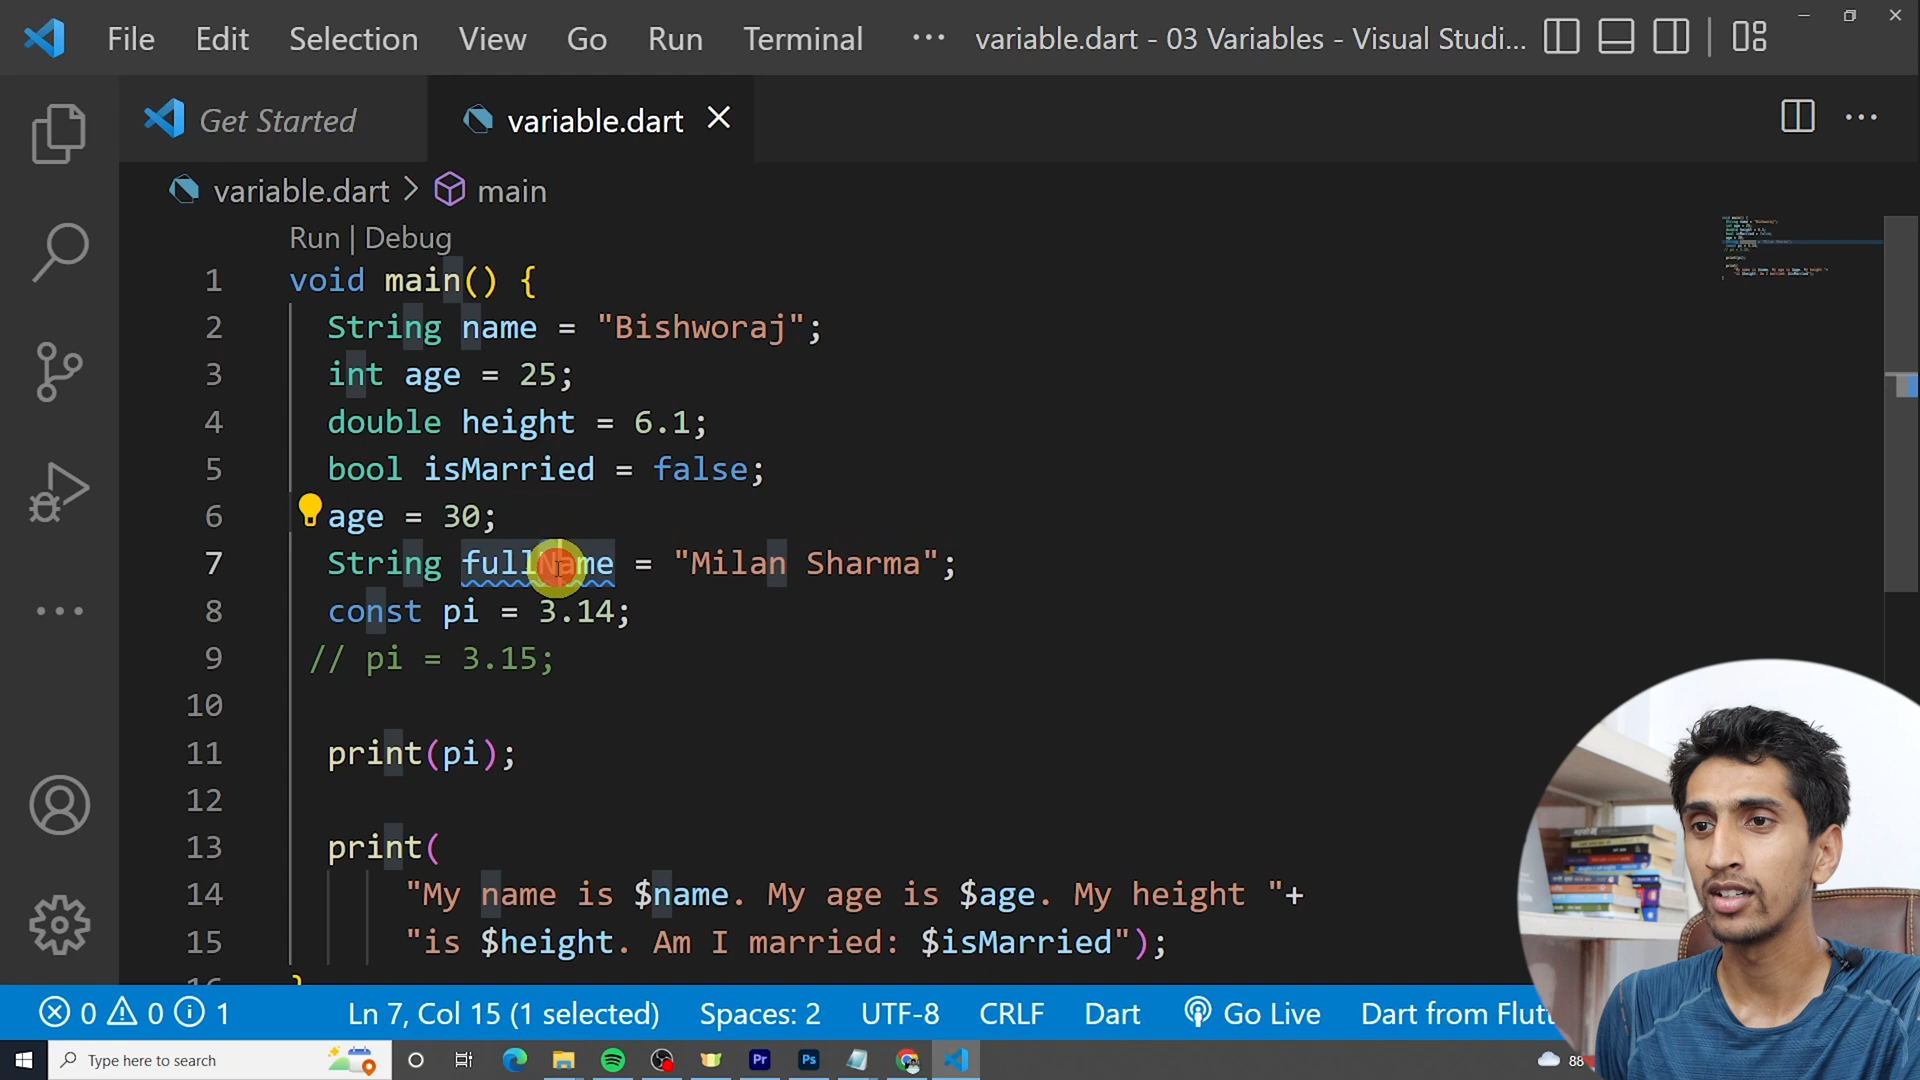 File Edit Selection View Go Run Terminal ··· variable.dart - 03 Variables - Visual Studi...
Get Started variable.dart
variable.dart > main
Run | Debug
1 void main() {
2 String name = "Bishworaj";
3 int age = 25;
4 double height = 6.1;
5 bool isMarried = false;
6 age = 30;
7 String fullName = "Milan Sharma";
8 const pi = 3.14;
9 // pi = 3.15;
10
11 print(pi);
12
13 print(
14 "My name is $name. My age is $age. My height "+
15 "is $height. Am I married: $isMarried");
0 0 1 Ln 7, Col 15 (1 selected) Spaces: 2 UTF-8 CRLF Dart Go Live Dart from Flutt
Type here to search Pr Ps 88